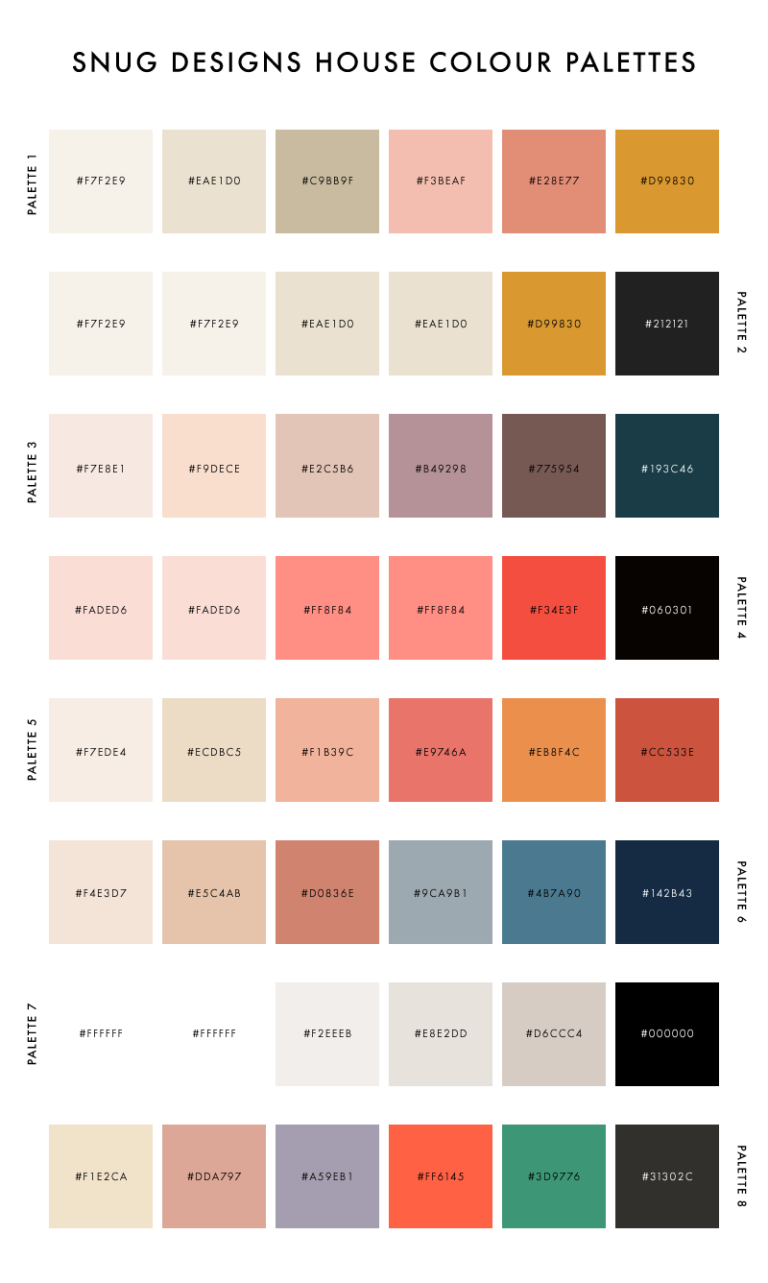 SNUG DESIGNS HOUSE COLOUR PALETTES
PALETTE 1
#F7F2E9 #EAE1D0 #C9BB9F #F3BEAF #E28E77 #D99830
#F7F2E9 #F7F2E9 #EAE1D0 #EAE1D0 #D99830 #212121
PALETTE 2
PALETTE 3
#F7E8E1 #F9DECE #E2C5B6 #B49298 #775954 #193C46
#FADED6 #FADED6 #FF8F84 #FF8F84 #F34E3F #060301
PALETTE 4
PALETTE 5
#F7EDE4 #ECDBC5 #F1B39C #E9746A #EB8F4C #CC533E
#F4E3D7 #E5C4AB #D0836E #9CA9B1 #4B7A90 #142B43
PALETTE 6
PALETTE 7
#FFFFFF #FFFFFF #F2EEEB #E8E2DD #D6CCC4 #000000
#F1E2CA #DDA797 #A59EB1 #FF6145 #3D9776 #31302C
PALETTE 8